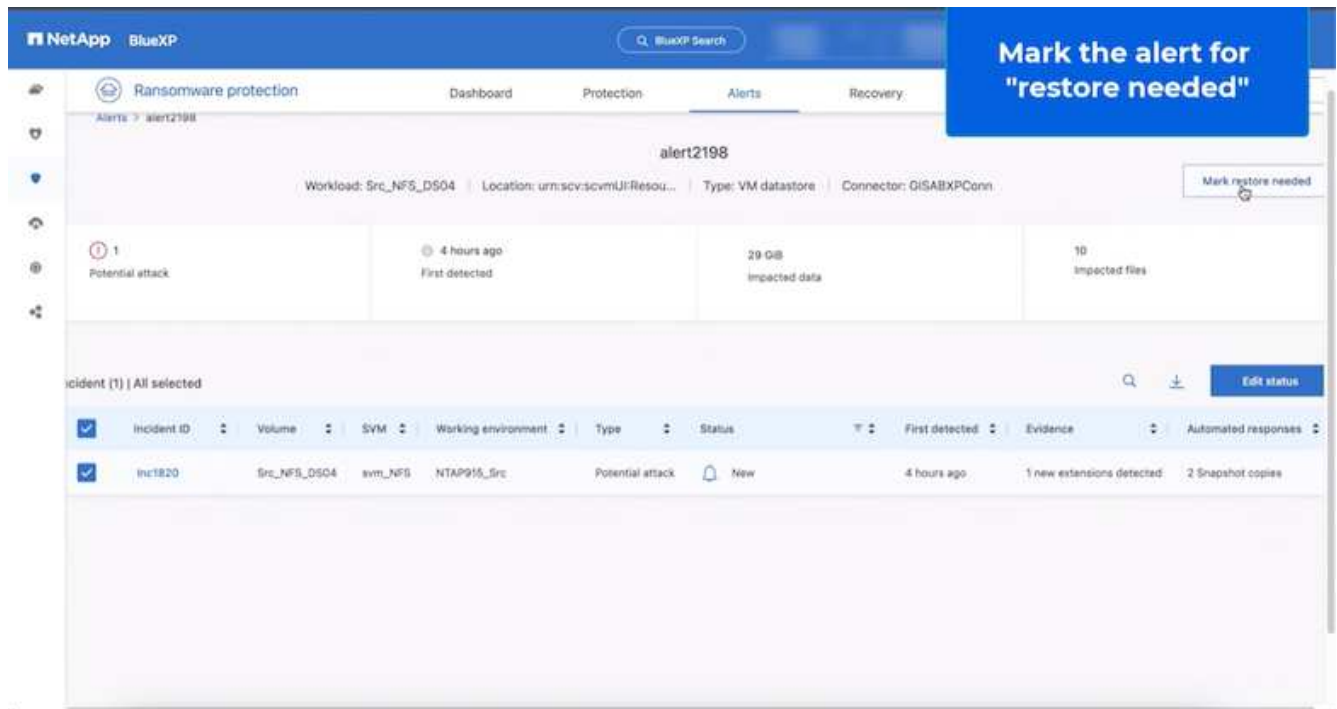 NetApp BlueXP
BlueXP Search
Mark the alert for
"restore needed"
Ransomware protection
Dashboard
Protection
Alerts
Recovery
Alerts > alert2198
alert2198
Workload: Src_NFS_DS04 | Location: urn:scv:scvmUI:Resou... | Type: VM datastore | Connector: GISABXPConn
Mark restore needed
1
Potential attack
4 hours ago
First detected
29 GiB
Impacted data
10
Impacted files
cident (1) | All selected
Edit status
Incident ID Volume SVM Working environment Type Status First detected Evidence Automated responses
Inc1820 Src_NFS_DS04 svm_NFS NTAP915_Src Potential attack New 4 hours ago 1 new extensions detected 2 Snapshot copies